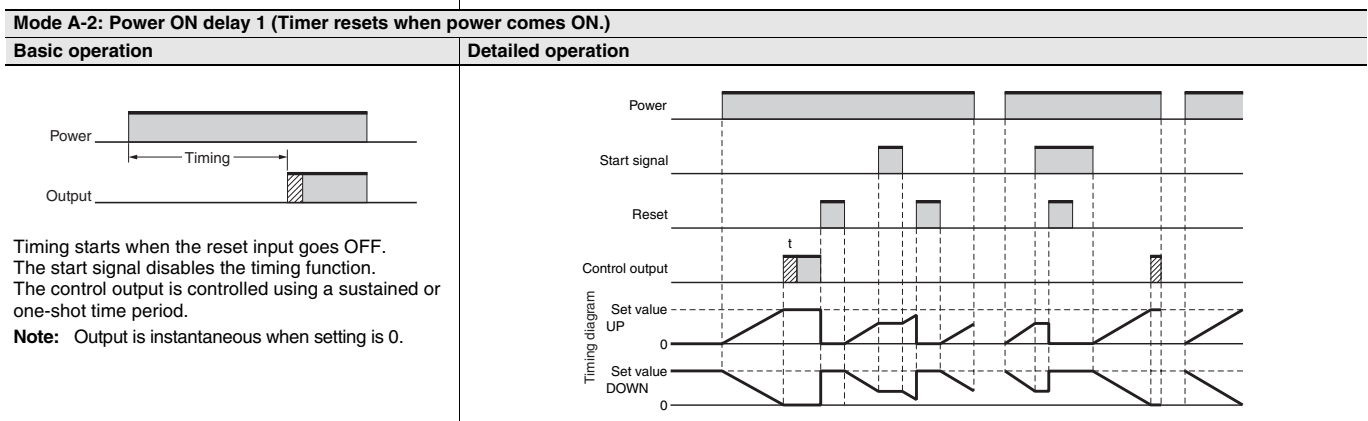 Mode A-2: Power ON delay 1 (Timer resets when power comes ON.)
Basic operation
Detailed operation
Power
Timing
Output
Timing starts when the reset input goes OFF.
The start signal disables the timing function.
The control output is controlled using a sustained or
one-shot time period.
Note: Output is instantaneous when setting is 0.
Power
Start signal
Reset
t
Control output
Timing diagram
Set value
UP
0
Set value
DOWN
0